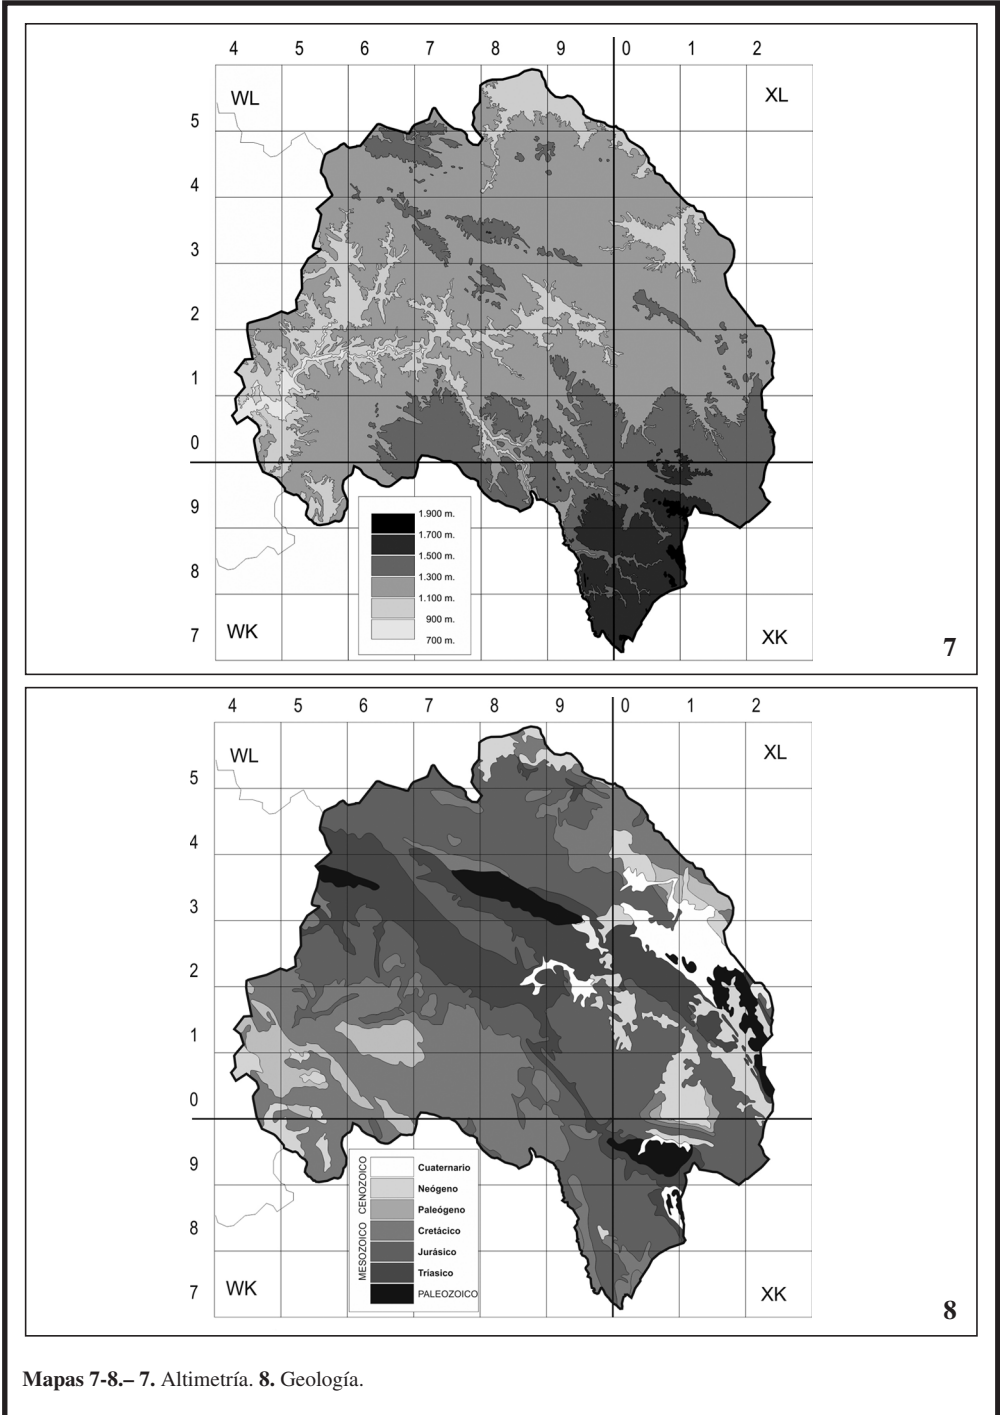 4 5 6 7 8 9 0 1 2
WL
XL
5
4
3
2
1
0
9
8
7
1.900 m.
1.700 m.
1.500 m.
1.300 m.
1.100 m.
900 m.
700 m.
WK
XK
7
4 5 6 7 8 9 0 1 2
WL
XL
5
4
3
2
1
0
9
8
7
CENOZOICO
Cuaternario
Neógeno
Paleógeno
MESOZOICO
Cretácico
Jurásico
Triasico
PALEOZOICO
WK
XK
8
Mapas 7-8.– 7. Altimetría. 8. Geología.